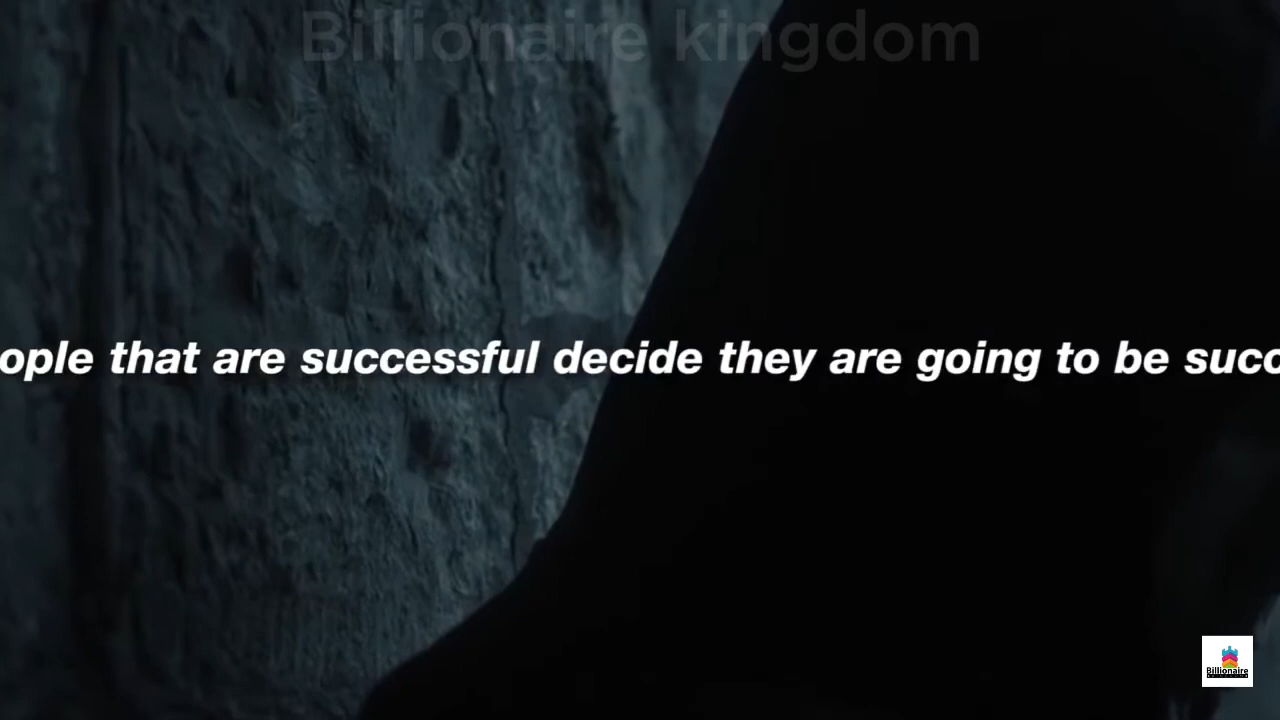 Billionaire kingdom
ople that are successful decide they are going to be succ
Billionaire